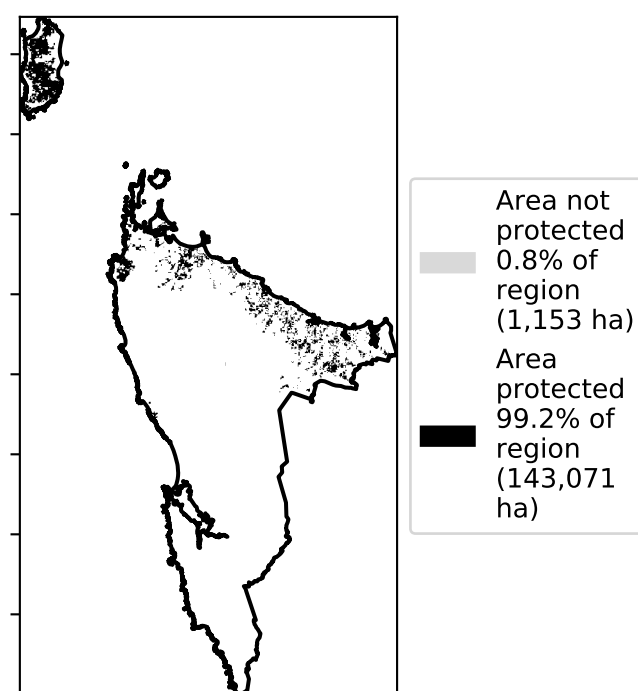 Area not
protected
0.8% of
region
(1,153 ha)
Area
protected
99.2% of
region
(143,071
ha)